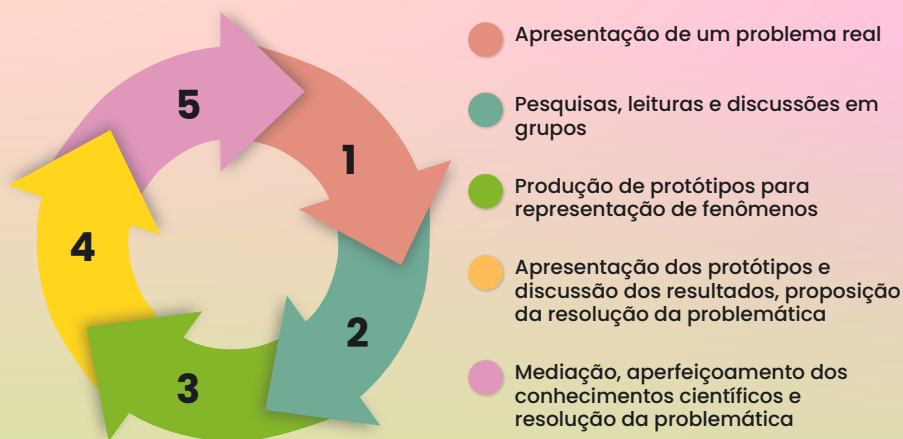 5
1
4
2
3
Apresentação de um problema real
Pesquisas, leituras e discussões em
grupos
Produção de protótipos para
representação de fenômenos
Apresentação dos protótipos e
discussão dos resultados, proposição
da resolução da problemática
Mediação, aperfeiçoamento dos
conhecimentos científicos e
resolução da problemática